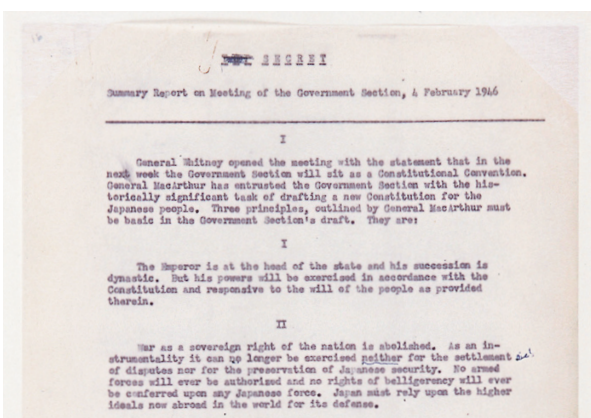 SECRET
Summary Report on Meeting of the Government Section, 4 February 1946
I
General Whitney opened the meeting with the statement that in the
next week the Government Section will sit as a Constitutional Convention.
General MacArthur has entrusted the Government Section with the his-
torically significant task of drafting a new Constitution for the
Japanese people. Three principles, outlined by General MacArthur must
be basic in the Government Section's draft. They are:
I
The Emperor is at the head of the state and his succession is
dynastic. But his powers will be exercised in accordance with the
Constitution and responsive to the will of the people as provided
therein.
II
War as a sovereign right of the nation is abolished. As an in-
strumentality it can no longer be exercised neither for the settlement
of disputes nor for the preservation of Japanese security. No armed
forces will ever be authorized and no rights of belligerency will ever
be conferred upon any Japanese force. Japan must rely upon the higher
ideals now abroad in the world for its defense.